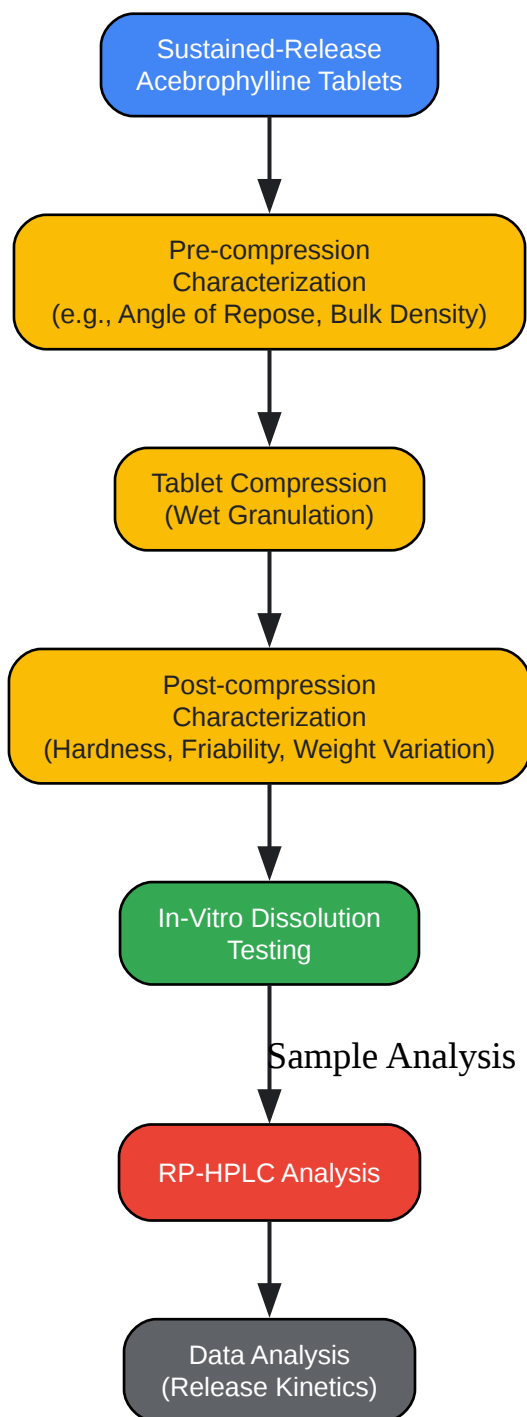 Sustained-Release
Acebrophylline Tablets
Pre-compression
Characterization
(e.g., Angle of Repose, Bulk Density)
Tablet Compression
(Wet Granulation)
Post-compression
Characterization
(Hardness, Friability, Weight Variation)
In-Vitro Dissolution
Testing
Sample Analysis
RP-HPLC Analysis
Data Analysis
(Release Kinetics)